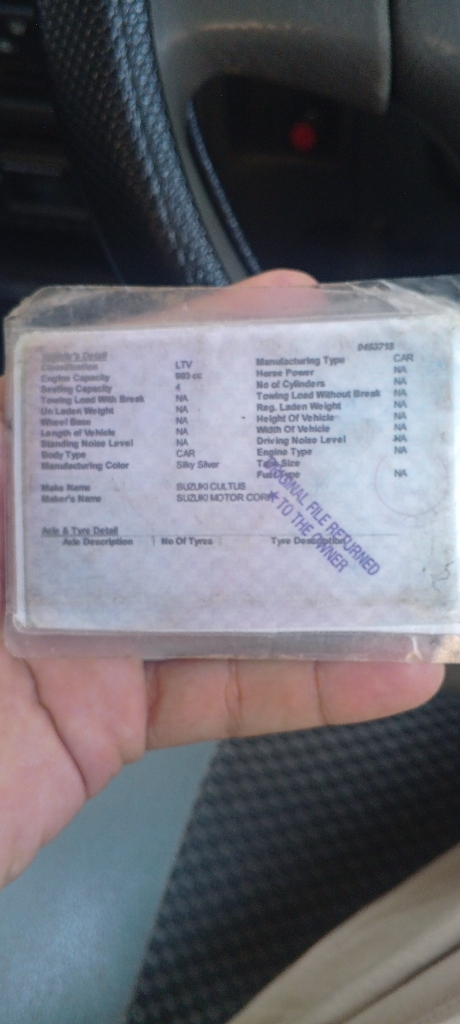 0453715
Vehicle's Detail
Classification LTV Manufacturing Type CAR
Engine Capacity 993 cc Horse Power NA
Seating Capacity 4 No of Cylinders NA
Towing Load With Break NA Towing Load Without Break NA
Un Laden Weight NA Reg. Laden Weight NA
Wheel Base NA Height Of Vehicle NA
Length of Vehicle NA Width Of Vehicle NA
Standing Noise Level NA Driving Noise Level NA
Body Type CAR Engine Type NA
Manufacturing Color Silky Silver Tank Size
Fuel Type NA
Make Name SUZUKI CULTUS
Maker's Name SUZUKI MOTOR CORP
ORIGINAL FILE RETURNED
★ TO THE OWNER
Axle & Tyre Detail
Axle Description No Of Tyres Tyre Description